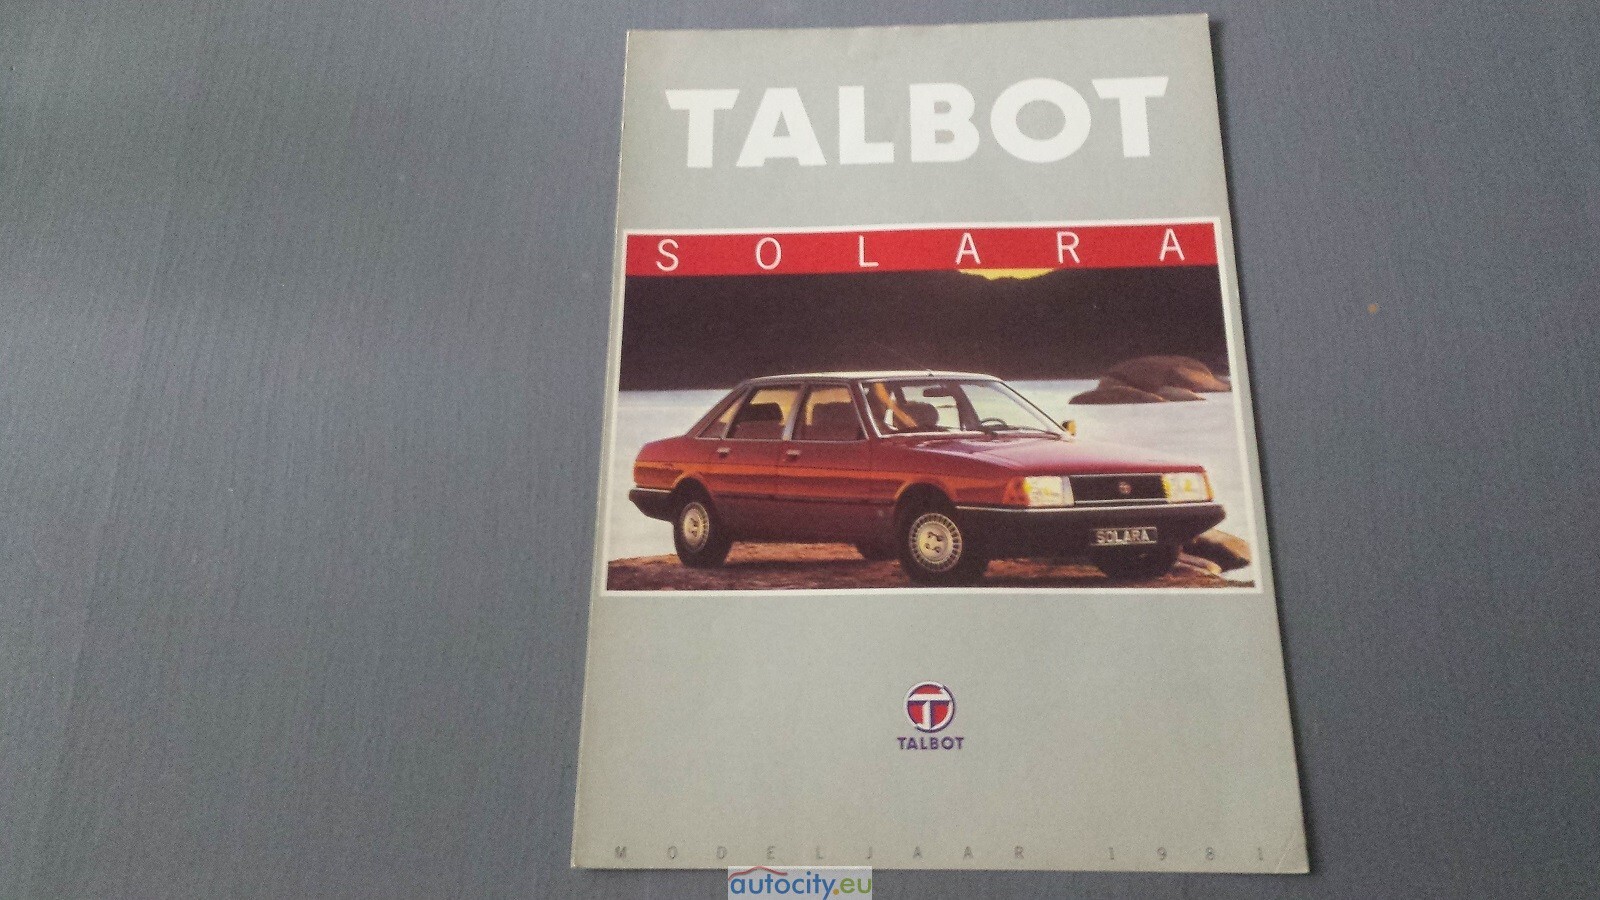 TALBOT
SOLARA
SOLARA
TALBOT
MODELJAAR 1981
autocity.eu